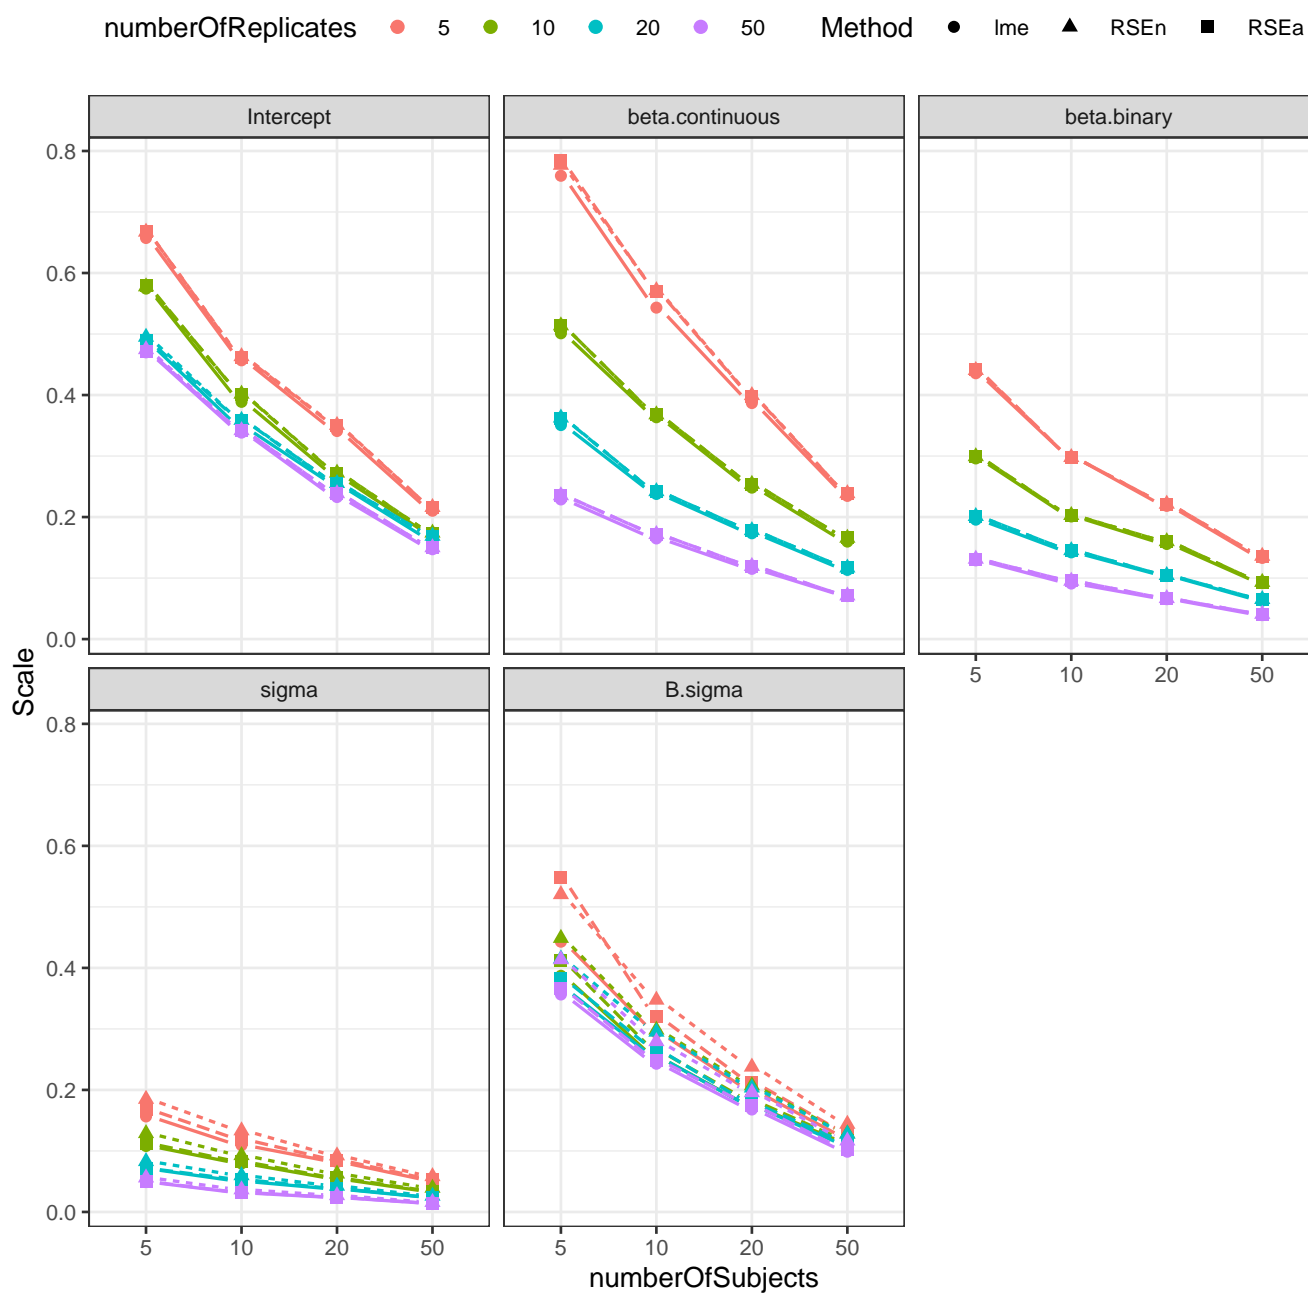 numberOfReplicates 5 10 20 50 Method lme RSEn RSEa
Intercept beta.continuous beta.binary
0.8
0.6
0.4
0.2
0.0
5 10 20 50
Scale
sigma B.sigma
0.8
0.6
0.4
0.2
0.0
5 10 20 50 5 10 20 50
numberOfSubjects